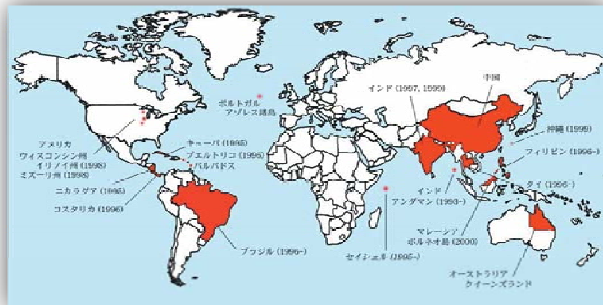 ポルトガル
アゾレス諸島
アメリカ
ウィスコンシン州
イリノイ州(1998)
ミズーリ州(1998)
キューバ(1995)
プエルトリコ(1995)
バルバドス
ニカラグア(1995)
コスタリカ(1996)
ブラジル(1996~)
インド(1997, 1999)
中国
沖縄(1999)
フィリピン(1996~)
タイ(1996~)
インド
アンダマン(1993~)
マレーシア
ボルネオ島(2000)
セイシェル(1995~)
オーストラリア
クイーンズランド